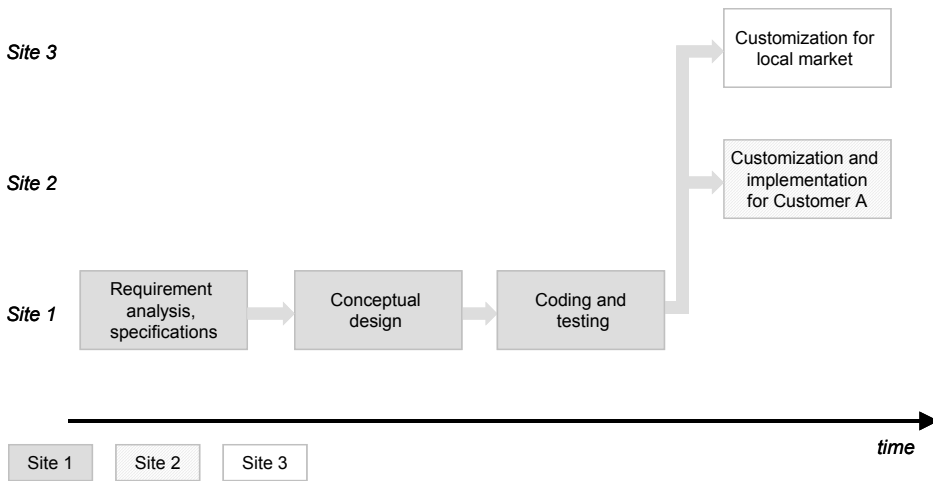 Site 3
Customization for
local market
Site 2
Customization and
implementation
for Customer A
Site 1
Requirement
analysis,
specifications
Conceptual
design
Coding and
testing
time
Site 1
Site 2
Site 3